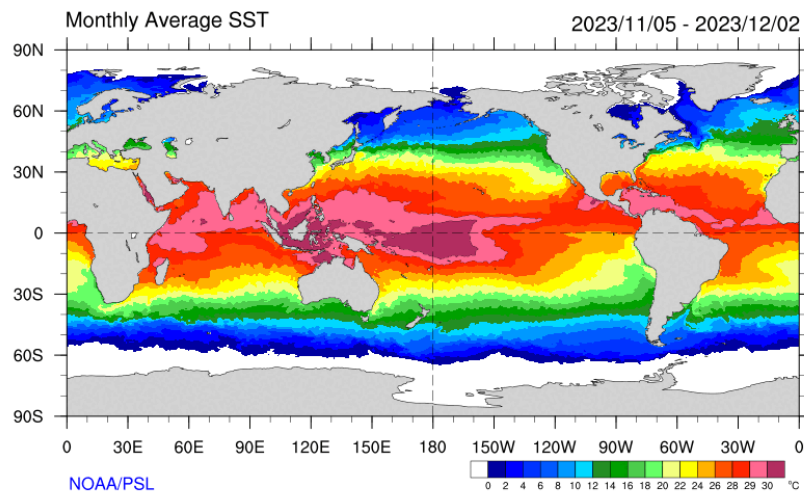 Monthly Average SST 2023/11/05 - 2023/12/02
90N
60N
30N
0
30S
60S
90S
0 30E 60E 90E 120E 150E 180 150W 120W 90W 60W 30W 0
NOAA/PSL
0 2 4 6 8 10 12 14 16 18 20 22 24 26 28 29 30 °C